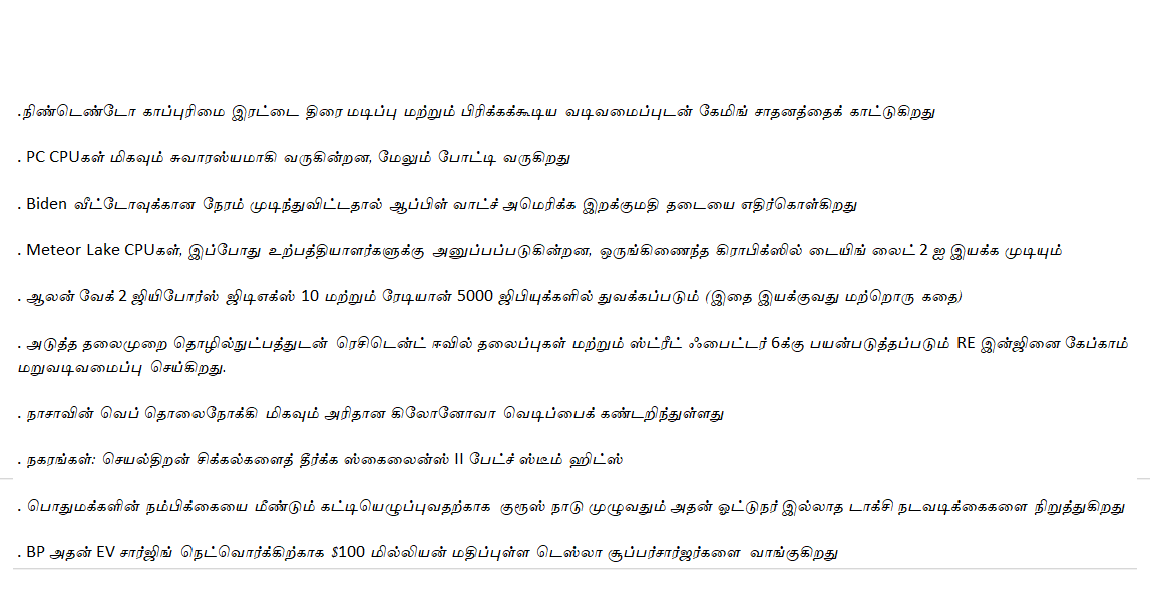 .நிண்டெண்டோ காப்புரிமை இரட்டை திரை மடிப்பு மற்றும் பிரிக்கக்கூடிய வடிவமைப்புடன் கேமிங் சாதனத்தைக் காட்டுகிறது
. PC CPUகள் மிகவும் சுவாரஸ்யமாகி வருகின்றன, மேலும் போட்டி வருகிறது
. Biden வீட்டோவுக்கான நேரம் முடிந்துவிட்டதால் ஆப்பிள் வாட்ச் அமெரிக்க இறக்குமதி தடையை எதிர்கொள்கிறது
. Meteor Lake CPUகள், இப்போது உற்பத்தியாளர்களுக்கு அனுப்பப்படுகின்றன, ஒருங்கிணைந்த கிராபிக்ஸில் டையிங் லைட் 2 ஐ இயக்க முடியும்
. ஆலன் வேக் 2 ஜியிபோர்ஸ் ஜிடிஎக்ஸ் 10 மற்றும் ரேடியான் 5000 ஜிபியுக்களில் துவக்கப்படும் (இதை இயக்குவது மற்றொரு கதை)
. அடுத்த தலைமுறை தொழில்நுட்பத்துடன் ரெசிடென்ட் ஈவில் தலைப்புகள் மற்றும் ஸ்ட்ரீட் ஃபைட்டர் 6க்கு பயன்படுத்தப்படும் RE இன்ஜினை கேப்காம்
மறுவடிவமைப்பு செய்கிறது.
. நாசாவின் வெப் தொலைநோக்கி மிகவும் அரிதான கிலோனோவா வெடிப்பைக் கண்டறிந்துள்ளது
. நகரங்கள்: செயல்திறன் சிக்கல்களைத் தீர்க்க ஸ்கைலைன்ஸ் II பேட்ச் ஸ்டீம் ஹிட்ஸ்
. பொதுமக்களின் நம்பிக்கையை மீண்டும் கட்டியெழுப்புவதற்காக குரூஸ் நாடு முழுவதும் அதன் ஓட்டுநர் இல்லாத டாக்சி நடவடிக்கைகளை நிறுத்துகிறது
. BP அதன் EV சார்ஜிங் நெட்வொர்க்கிற்காக $100 மில்லியன் மதிப்புள்ள டெஸ்லா சூப்பர்சார்ஜர்களை வாங்குகிறது